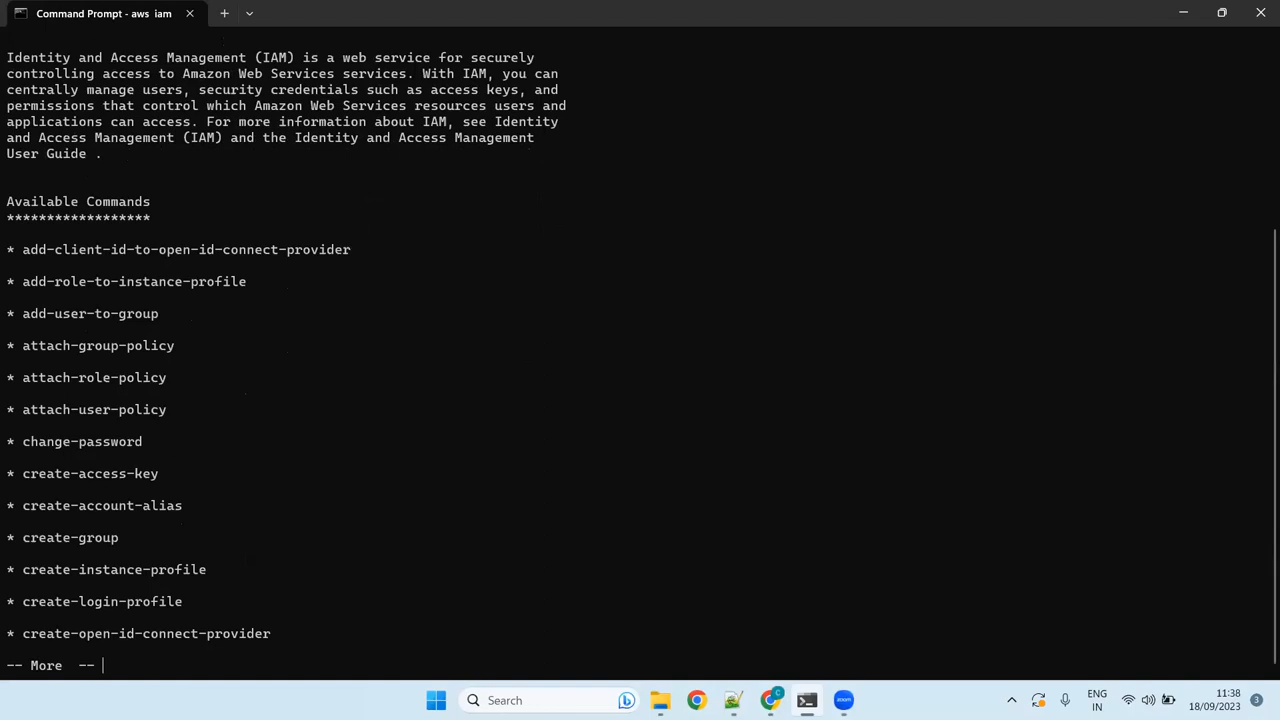 Command Prompt - aws  iam
Identity and Access Management (IAM) is a web service for securely
controlling access to Amazon Web Services services. With IAM, you can
centrally manage users, security credentials such as access keys, and
permissions that control which Amazon Web Services resources users and
applications can access. For more information about IAM, see Identity
and Access Management (IAM) and the Identity and Access Management
User Guide .
Available Commands
******************
* add-client-id-to-open-id-connect-provider
* add-role-to-instance-profile
* add-user-to-group
* attach-group-policy
* attach-role-policy
* attach-user-policy
* change-password
* create-access-key
* create-account-alias
* create-group
* create-instance-profile
* create-login-profile
* create-open-id-connect-provider
-- More  --
Search
C
zoom
ENG
IN
11:38
18/09/2023
3